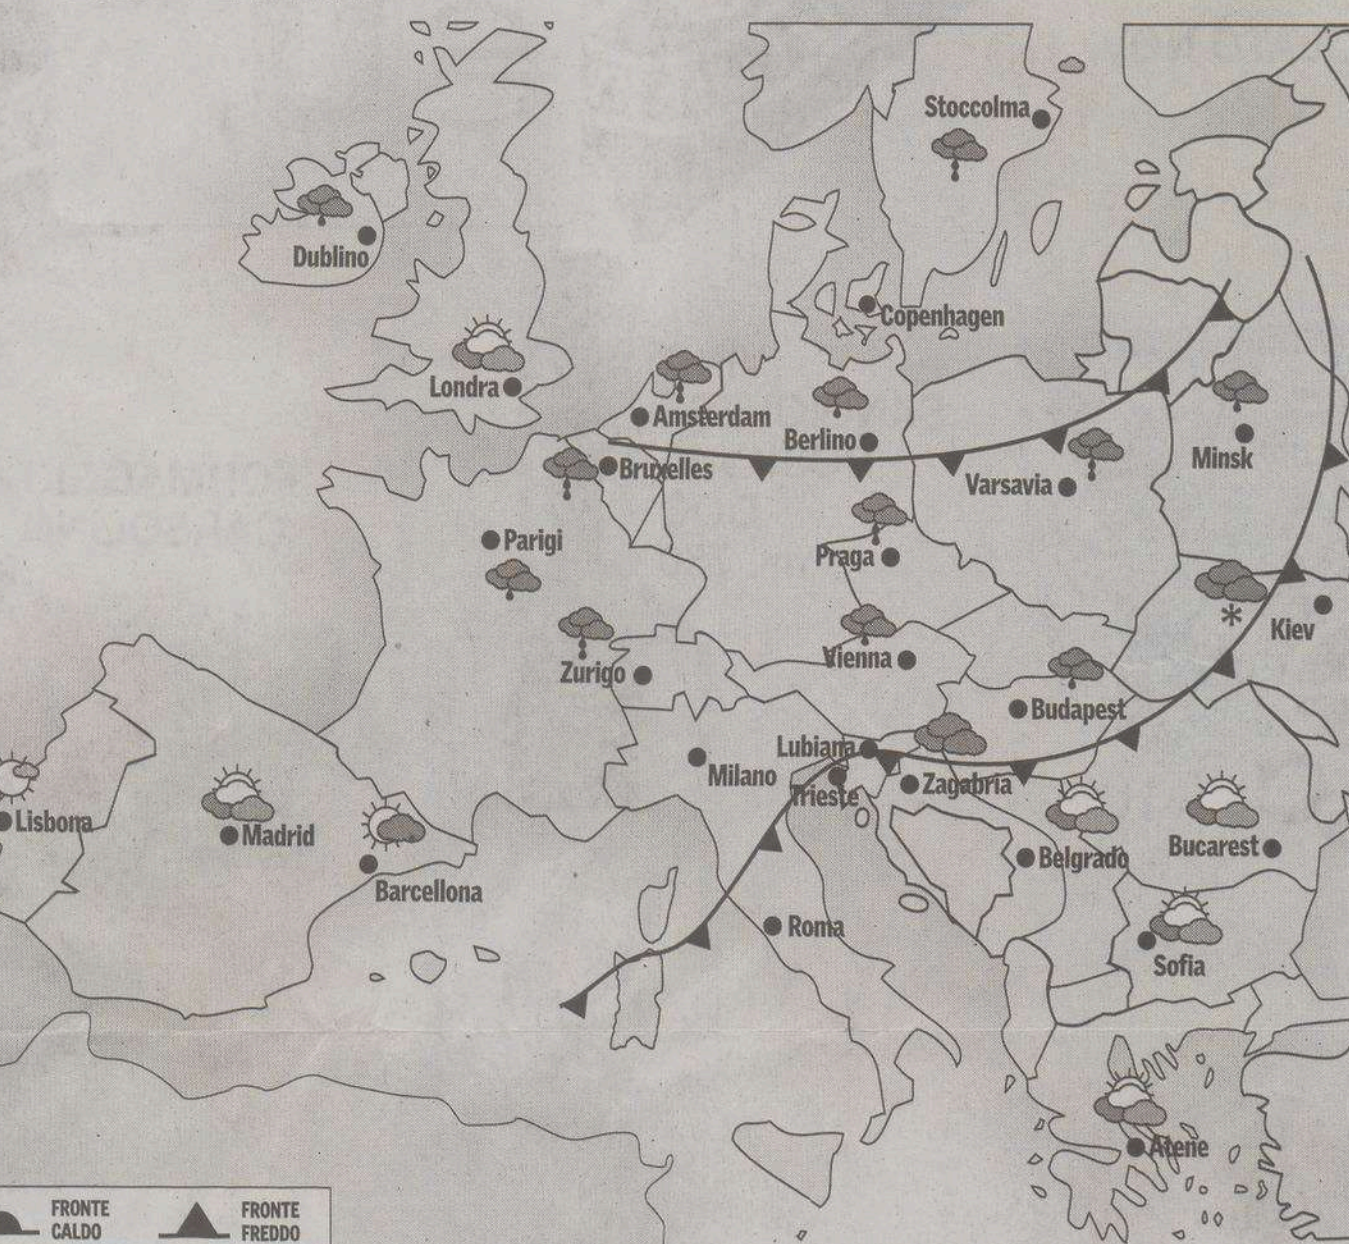 Stoccolma
Dublino
Copenhagen
Londra
Amsterdam
Berlino
Bruxelles
Minsk
Varsavia
Parigi
Praga
Kiev
Vienna
Zurigo
Budapest
Lubiana
Milano
Zagabria
Trieste
Lisbona
Madrid
Bucarest
Belgrado
Barcellona
Roma
Sofia
Atene
FRONTE
CALDO
FRONTE
FREDDO